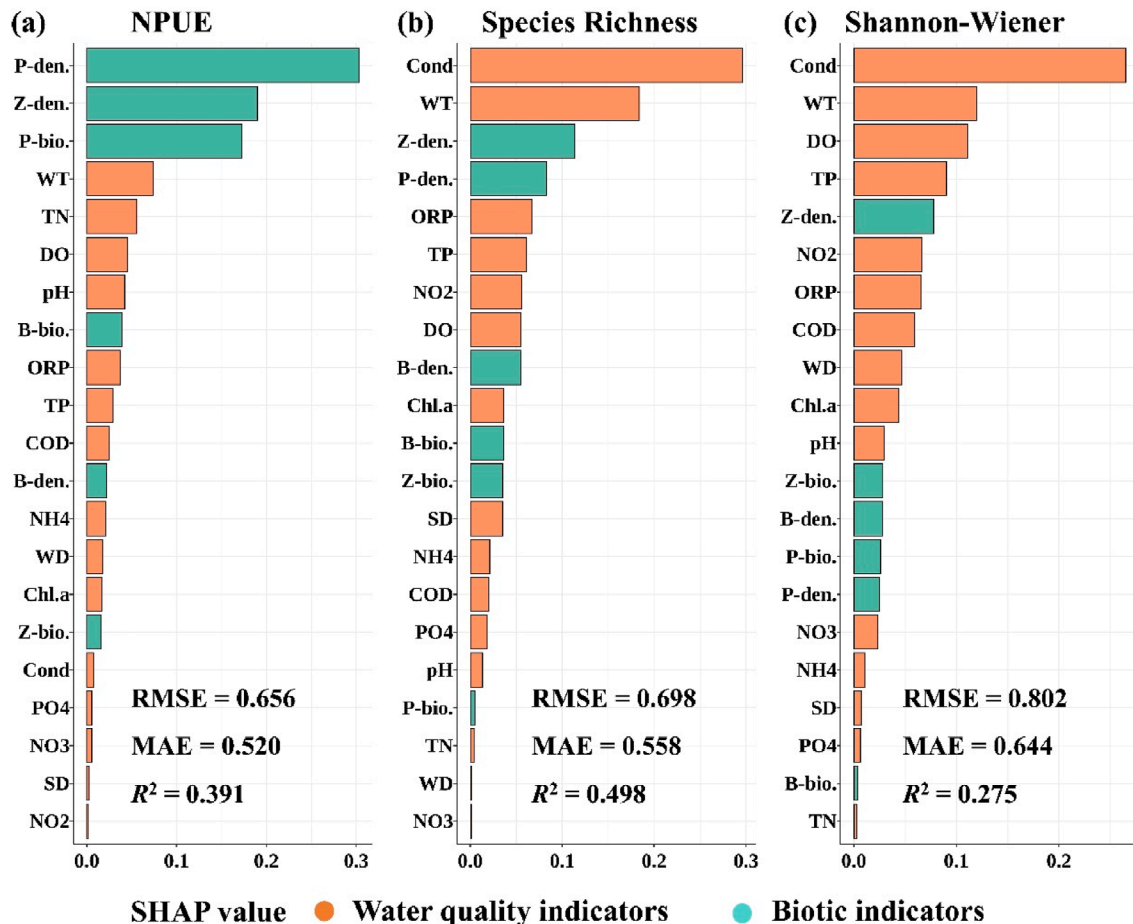 (a) NPUE
P-den.
Z-den.
P-bio.
WT
TN
DO
pH
B-bio.
ORP
TP
COD
B-den.
NH4
WD
Chl.a
Z-bio.
Cond
PO4
NO3
SD
NO2
RMSE = 0.656
MAE = 0.520
R² = 0.391
0.0 0.1 0.2 0.3
(b) Species Richness
Cond
WT
Z-den.
P-den.
ORP
TP
NO2
DO
B-den.
Chl.a
B-bio.
Z-bio.
SD
NH4
COD
PO4
pH
P-bio.
TN
WD
NO3
RMSE = 0.698
MAE = 0.558
R² = 0.498
0.0 0.1 0.2 0.3
(c) Shannon-Wiener
Cond
WT
DO
TP
Z-den.
NO2
ORP
COD
WD
Chl.a
pH
Z-bio.
B-den.
P-bio.
P-den.
NO3
NH4
SD
PO4
B-bio.
TN
RMSE = 0.802
MAE = 0.644
R² = 0.275
0.0 0.1 0.2
SHAP value Water quality indicators Biotic indicators